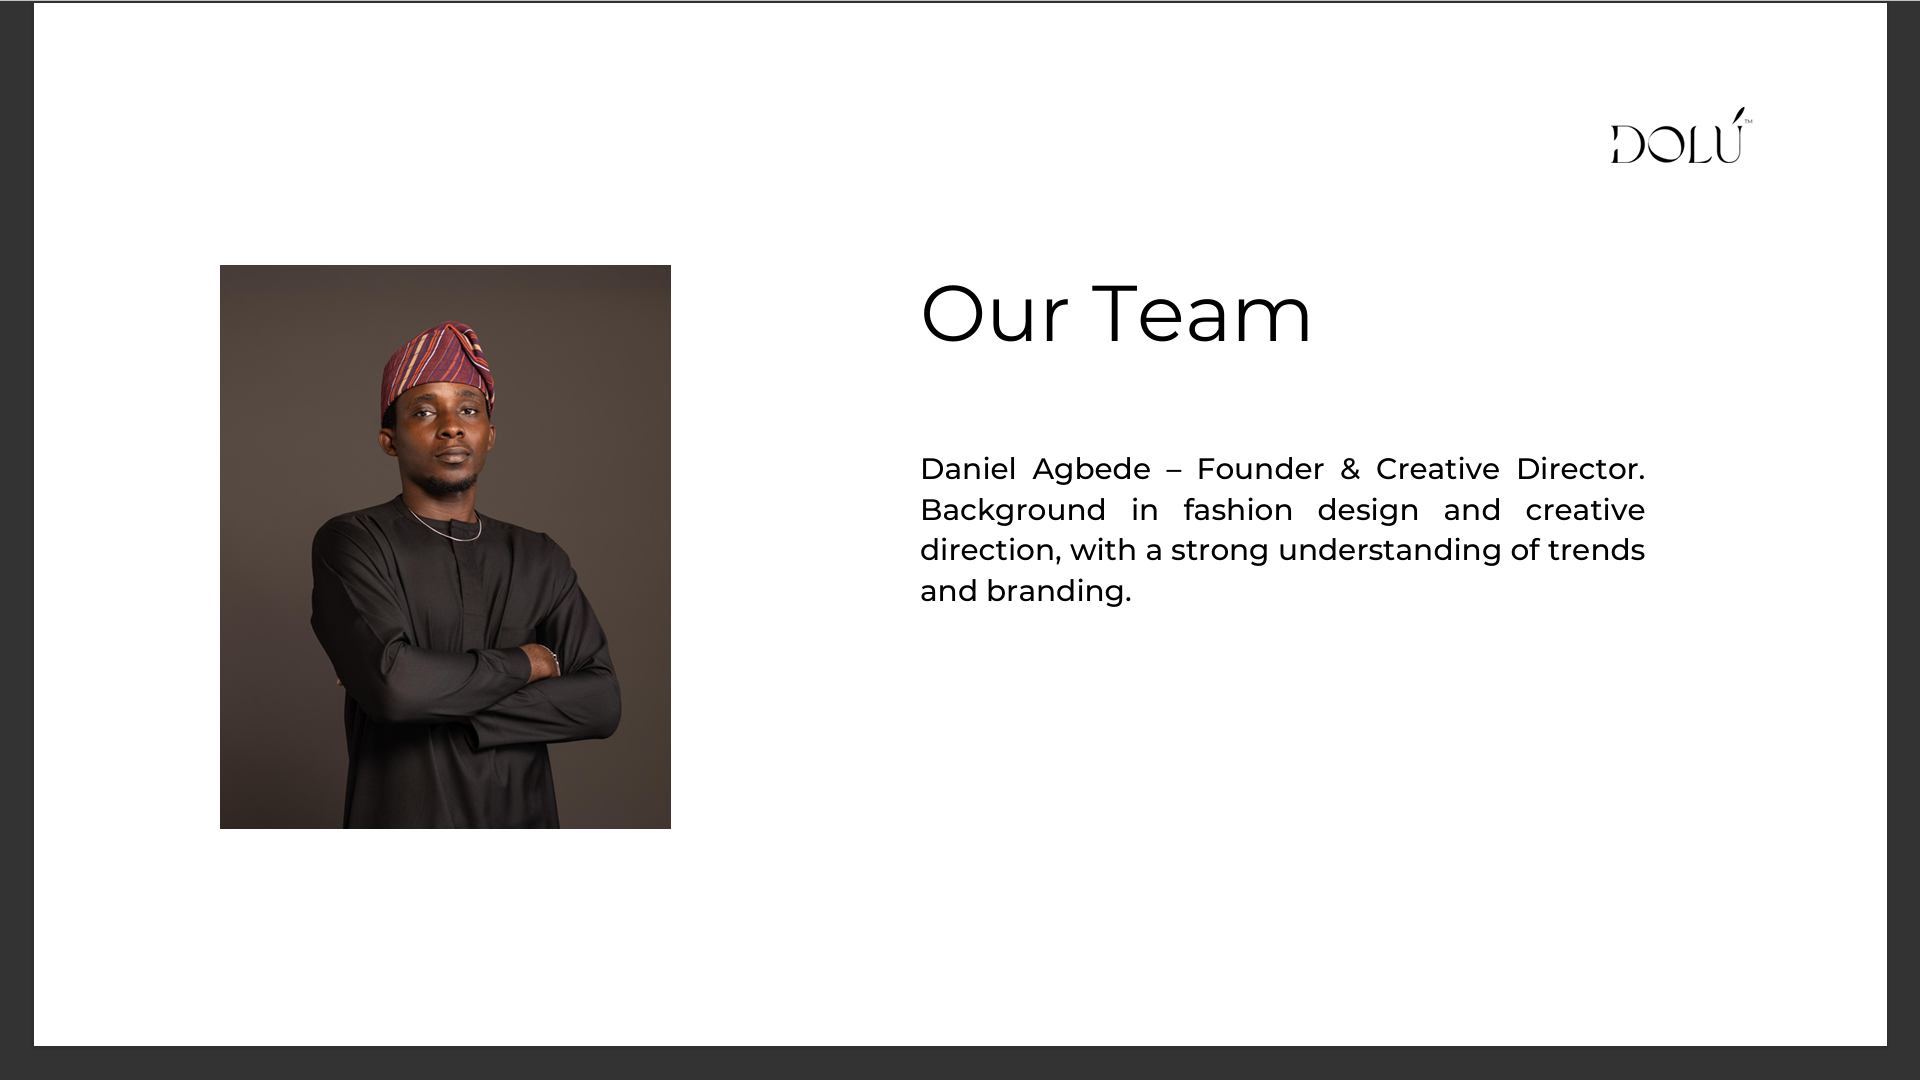 DOLÚ™
Our Team
Daniel Agbede – Founder & Creative Director.
Background in fashion design and creative
direction, with a strong understanding of trends
and branding.